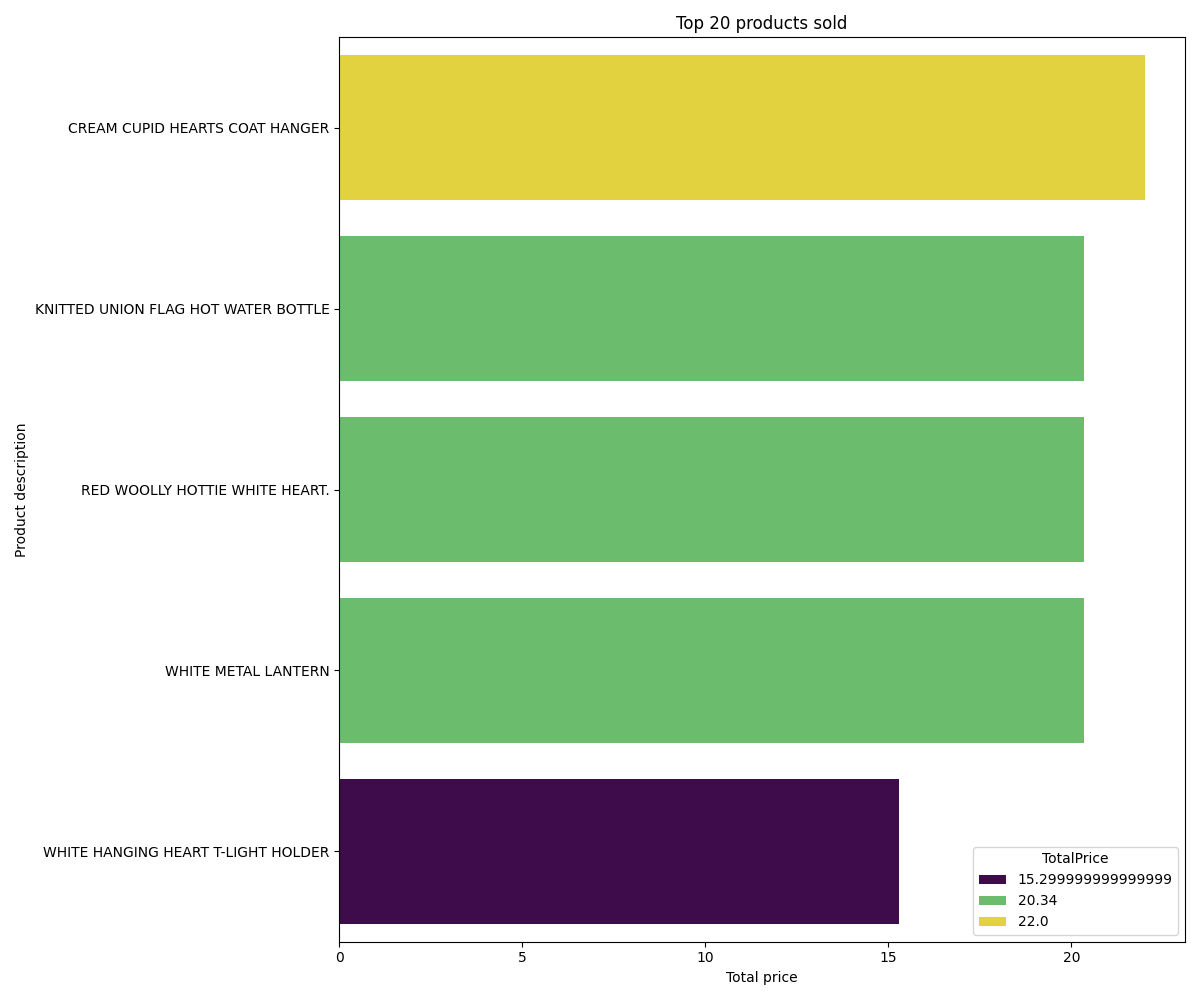 Top 20 products sold
CREAM CUPID HEARTS COAT HANGER
KNITTED UNION FLAG HOT WATER BOTTLE
RED WOOLLY HOTTIE WHITE HEART.
WHITE METAL LANTERN
WHITE HANGING HEART T-LIGHT HOLDER
Product description
TotalPrice
15.299999999999999
20.34
22.0
0 5 10 15 20
Total price